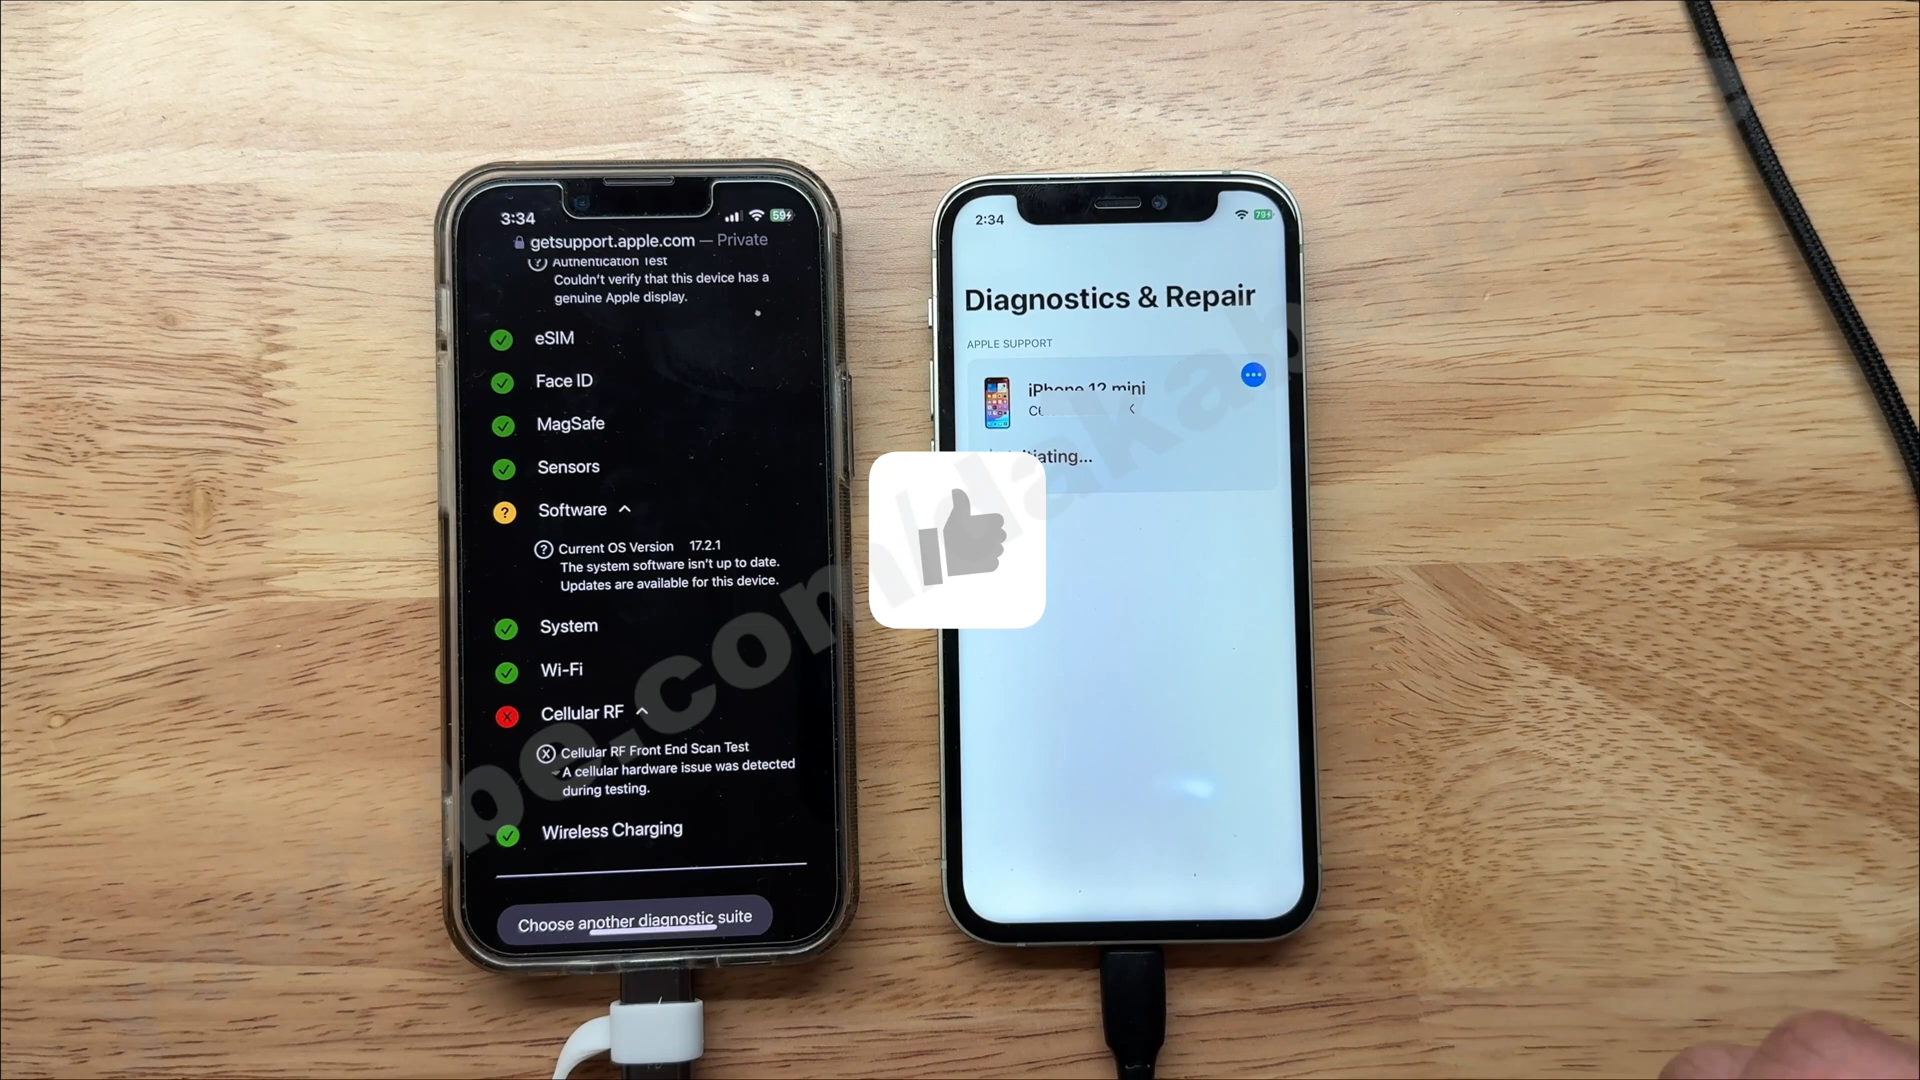 3:34
59
getsupport.apple.com — Private
Authentication Test
Couldn't verify that this device has a
genuine Apple display.
eSIM
Face ID
MagSafe
Sensors
? Software
? Current OS Version 17.2.1
The system software isn't up to date.
Updates are available for this device.
System
Wi-Fi
X Cellular RF
X Cellular RF Front End Scan Test
A cellular hardware issue was detected
during testing.
Wireless Charging
Choose another diagnostic suite
2:34
79
Diagnostics & Repair
APPLE SUPPORT
iPhone 12 mini
be.com/dakab